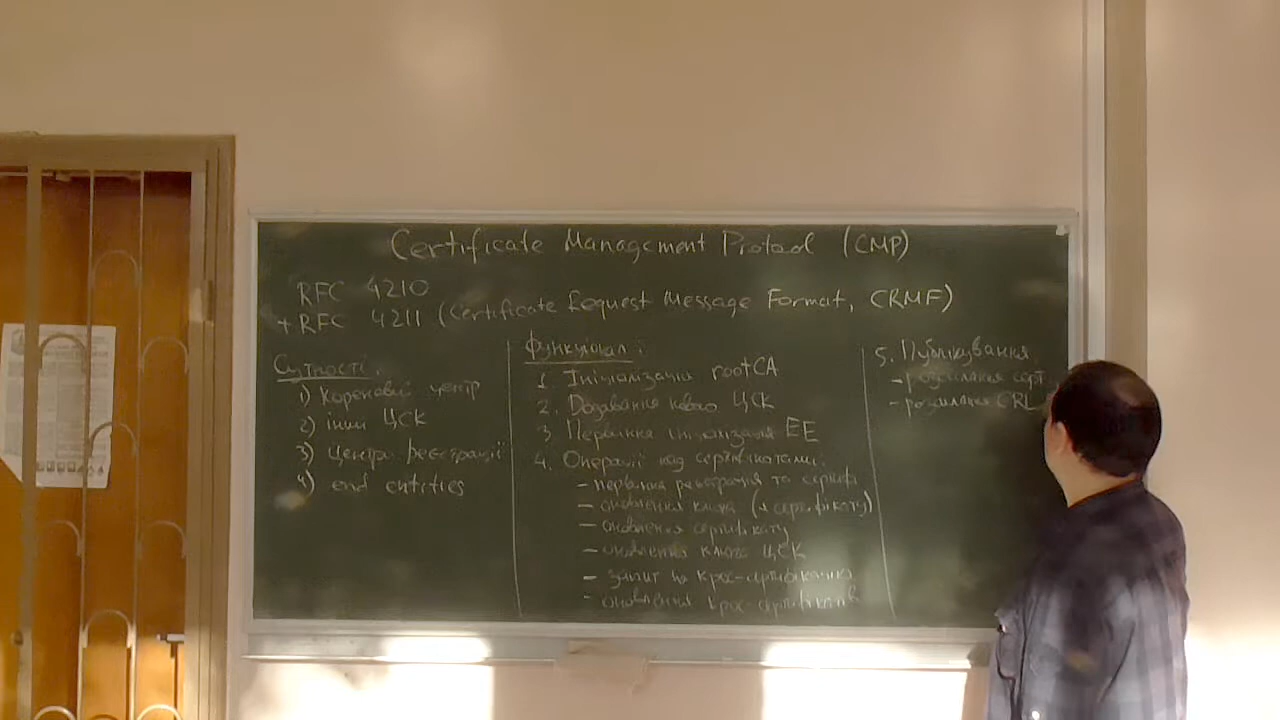 Certificate Management Protocol (CMP)
RFC 4210
+ RFC 4211 (Certificate Request Message Format, CRMF)
Сутності:
1) кореневий центр
2) інші ЦСК
3) центри реєстрації
4) end entities
Функціонал:
1. Ініціалізація rootCA
2. Додавання нового ЦСК
3. Первинна ініціалізація EE
4. Операції над сертифікатами:
– первинна реєстрація та сертиф
– оновлення ключа (і сертифікату)
– оновлення сертифікату
– оновлення ключа ЦСК
– запит на крос-сертифікацію
– оновлення крос-сертифікатів
5. Публікування
– розсилання серт.
– розсилання CRL